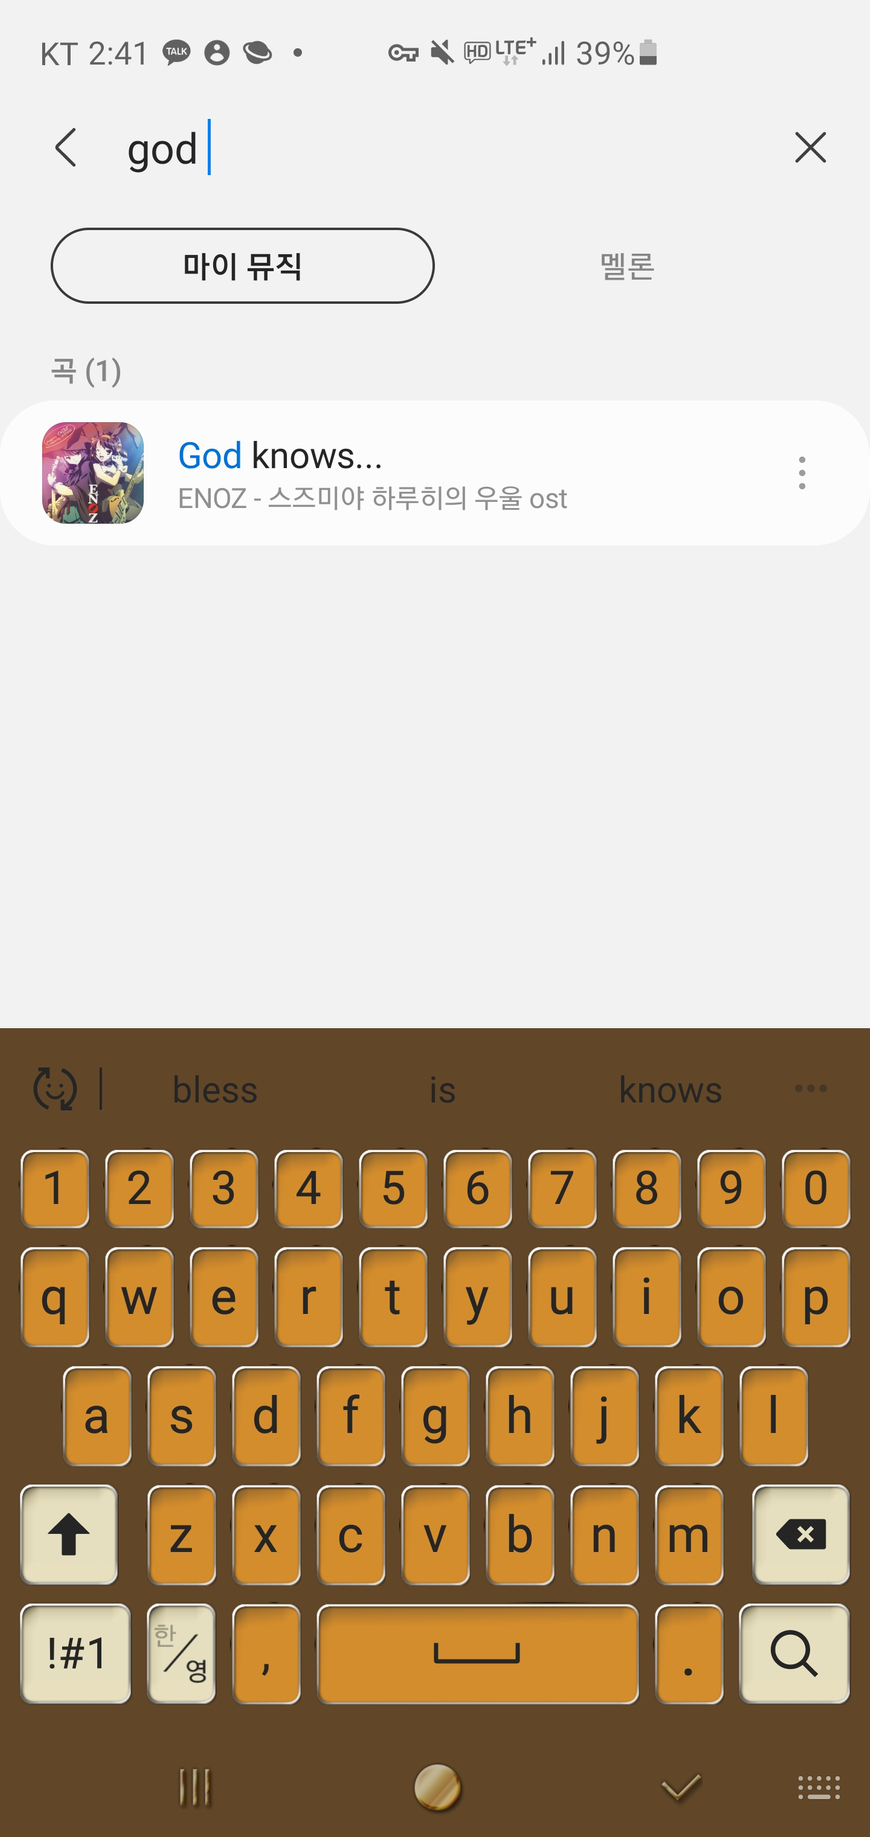 KT 2:41 TALK HD LTE+ 39%
god
마이 뮤직 멜론
곡 (1)
God knows...
ENOZ - 스즈미야 하루히의 우울 ost
ENOZ
bless is knows
1 2 3 4 5 6 7 8 9 0
q w e r t y u i o p
a s d f g h j k l
z x c v b n m
!#1 한/영 , .